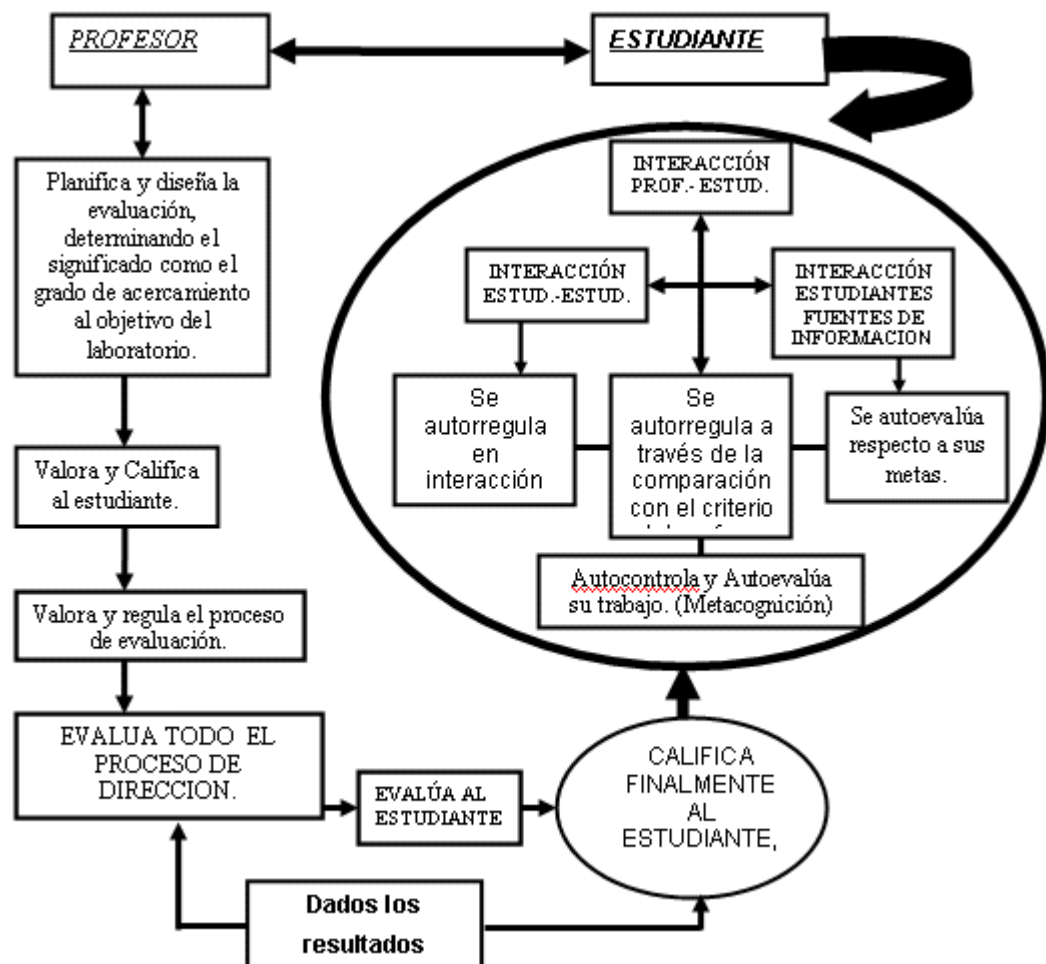 PROFESOR
ESTUDIANTE
Planifica y diseña la
evaluación,
determinando el
significado como el
grado de acercamiento
al objetivo del
laboratorio.
Valora y Califica
al estudiante.
Valora y regula el proceso
de evaluación.
EVALUA TODO EL
PROCESO DE
DIRECCION.
EVALÚA AL
ESTUDIANTE
CALIFICA
FINALMENTE
AL
ESTUDIANTE,
Dados los
resultados
INTERACCIÓN
PROF.- ESTUD.
INTERACCIÓN
ESTUD.-ESTUD.
INTERACCIÓN
ESTUDIANTES
FUENTES DE
INFORMACION
Se
autorregula
en
interacción
Se
autorregula a
través de la
comparación
con el criterio
Se autoevalúa
respecto a sus
metas.
Autocontrola y Autoevalúa
su trabajo. (Metacognición)